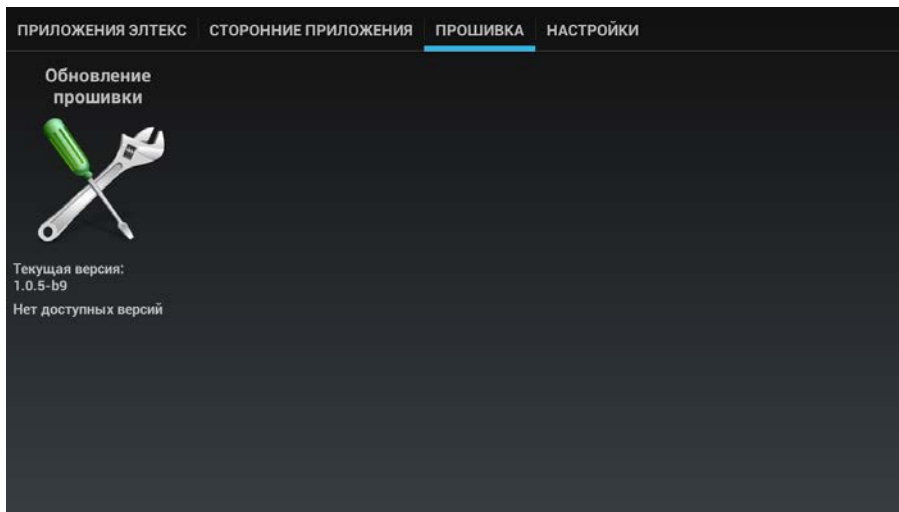 ПРИЛОЖЕНИЯ ЭЛТЕКС СТОРОННИЕ ПРИЛОЖЕНИЯ ПРОШИВКА НАСТРОЙКИ
Обновление
прошивки
Текущая версия:
1.0.5-b9
Нет доступных версий